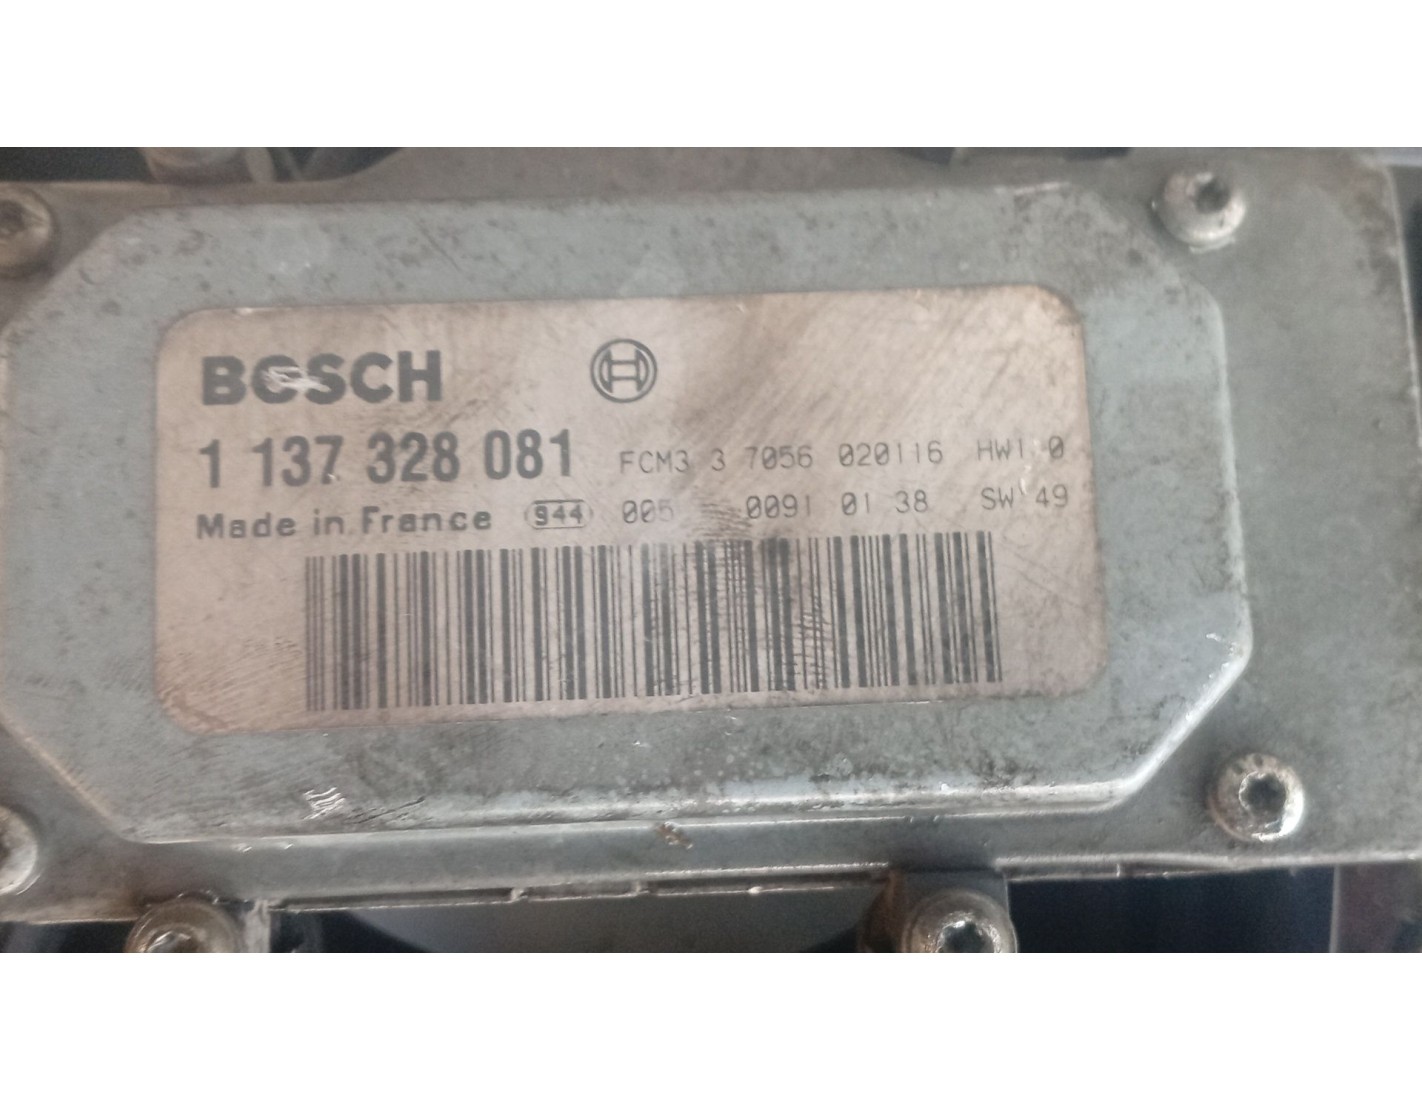 BOSCH
1 137 328 081 FCM3 3 7056 020116 HW1.0
Made in France 944 005 0091 01 38 SW 49